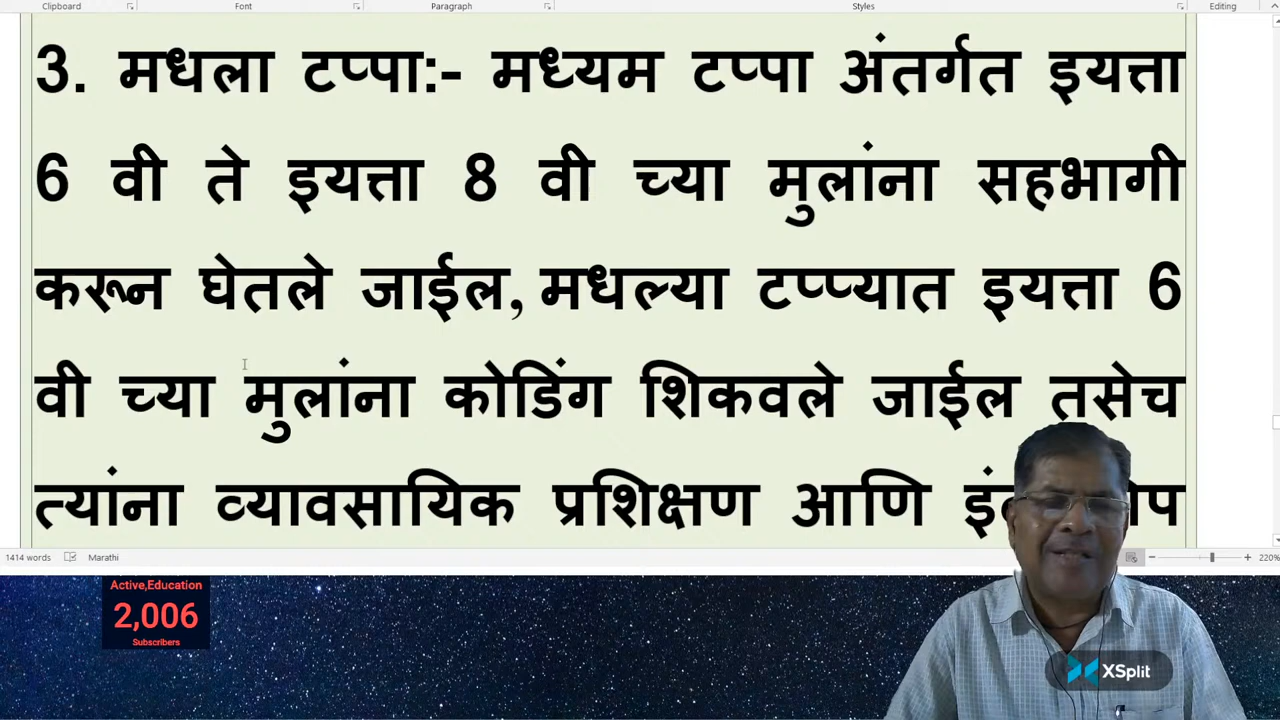 Clipboard Font Paragraph Styles Editing
3. मधला टप्पा:- मध्यम टप्पा अंतर्गत इयत्ता
6 वी ते इयत्ता 8 वी च्या मुलांना सहभागी
करून घेतले जाईल, मधल्या टप्प्यात इयत्ता 6
वी च्या मुलांना कोडिंग शिकवले जाईल तसेच
त्यांना व्यावसायिक प्रशिक्षण आणि
1414 words Marathi 220%
Active,Education
2,006
Subscribers
XSplit